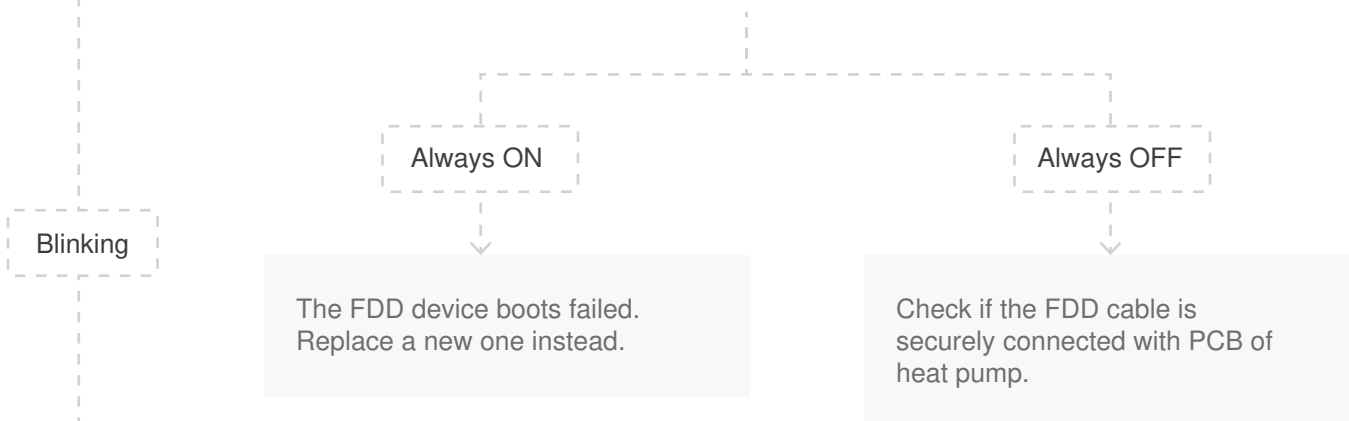 Always ON
Always OFF
Blinking
The FDD device boots failed.
Replace a new one instead.
Check if the FDD cable is
securely connected with PCB of
heat pump.